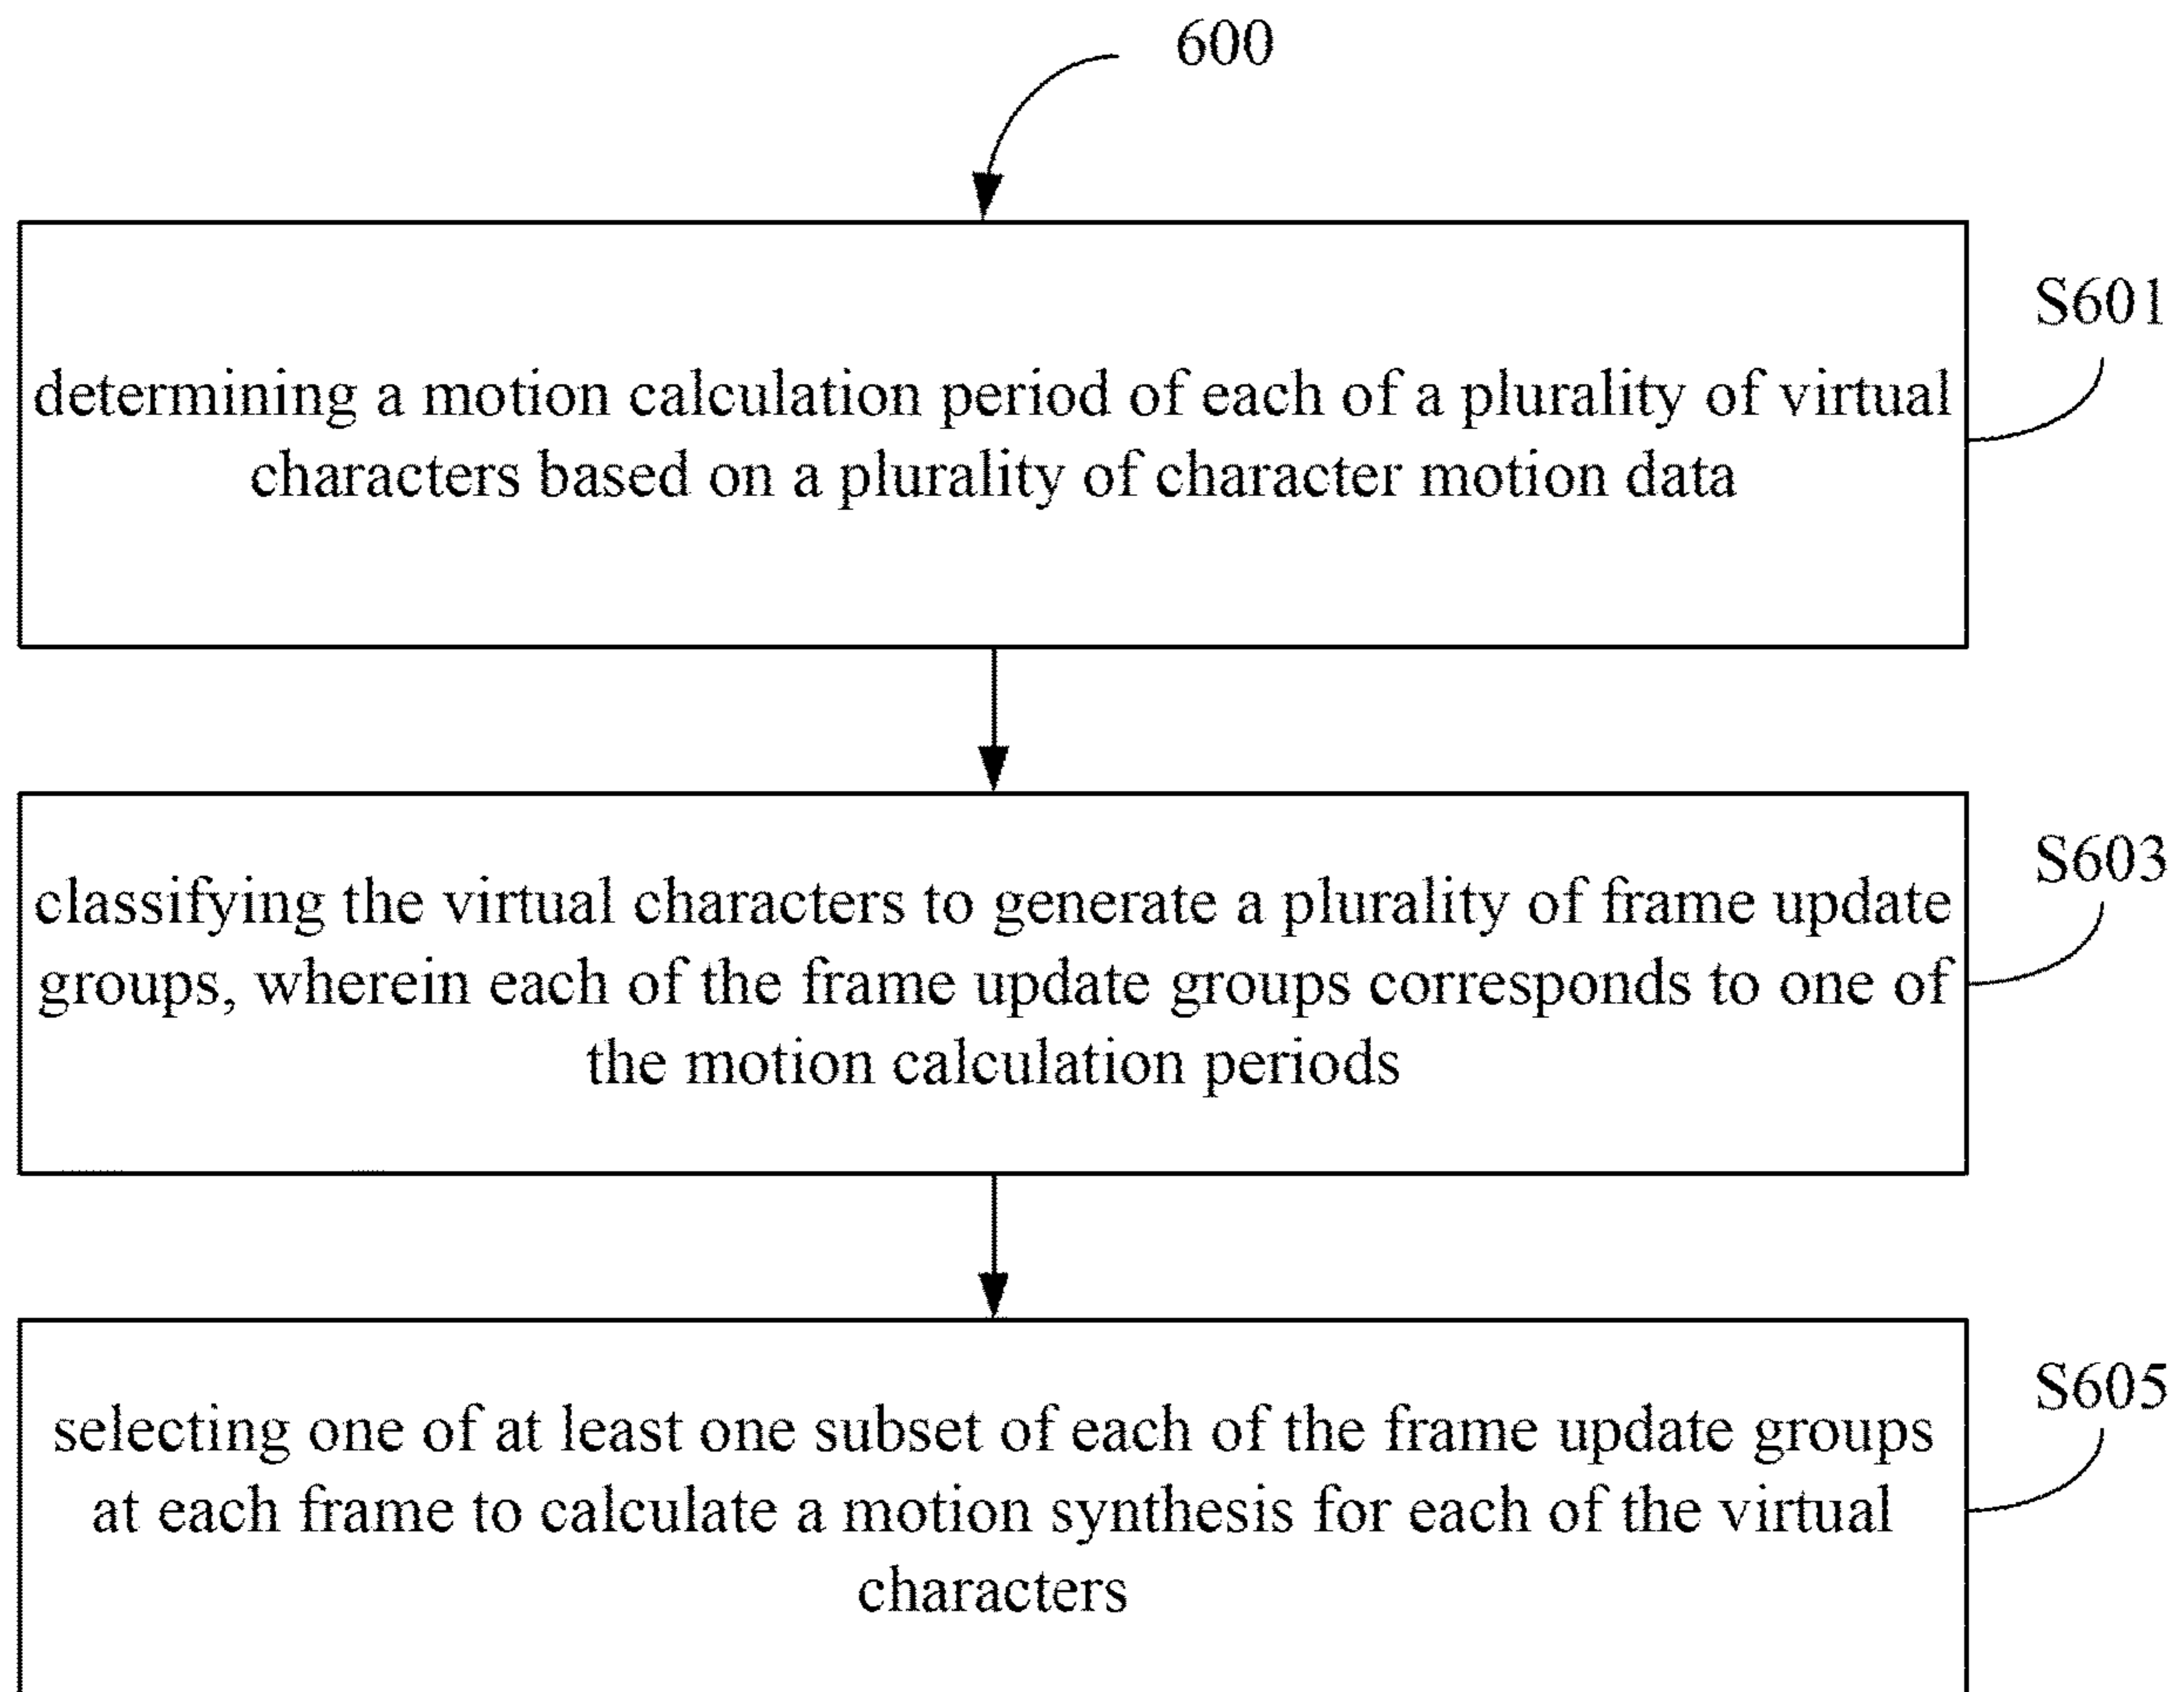 600
S601
determining a motion calculation period of each of a plurality of virtual
characters based on a plurality of character motion data
S603
classifying the virtual characters to generate a plurality of frame update
groups, wherein each of the frame update groups corresponds to one of
the motion calculation periods
S605
selecting one of at least one subset of each of the frame update groups
at each frame to calculate a motion synthesis for each of the virtual
characters